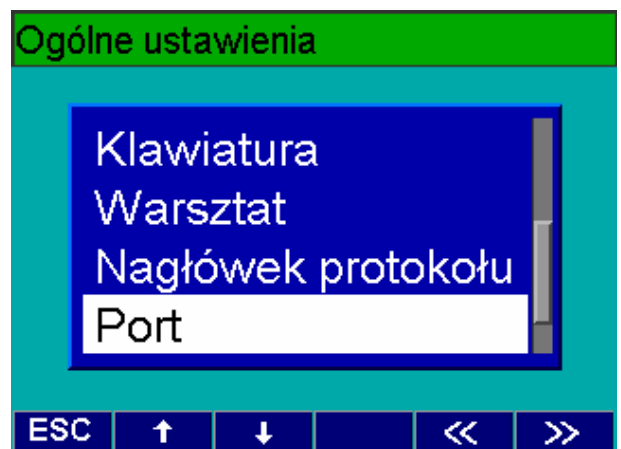 Ogólne ustawienia
Klawiatura
Warsztat
Nagłówek protokołu
Port
ESC ↑ ↓ << >>